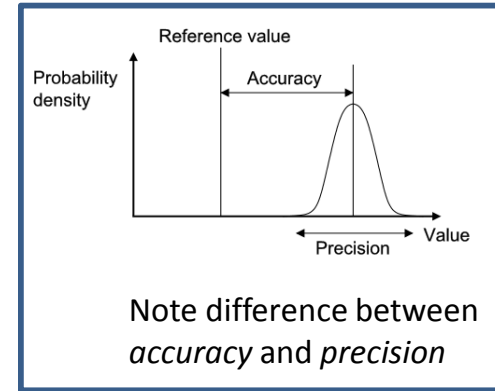 Reference value
Probability
density
Accuracy
Value
Precision
Note difference between
accuracy and precision